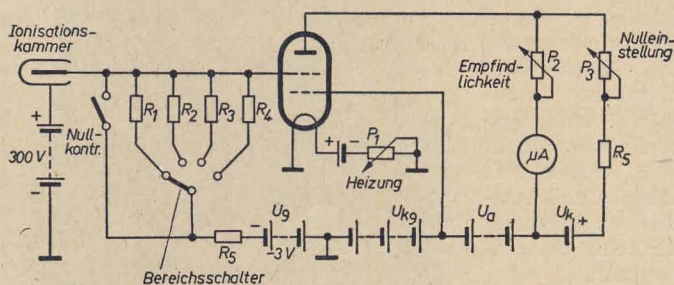 Ionisations-
kammer
+
300 V
−
Null-
kontr.
R1
R2
R3
R4
+ −
P1
Heizung
Empfind-
lichkeit
P2
Nullein-
stellung
P3
µA
R5
R5
− Ug
-3V
Ukg
Ua
Uk +
Bereichsschalter